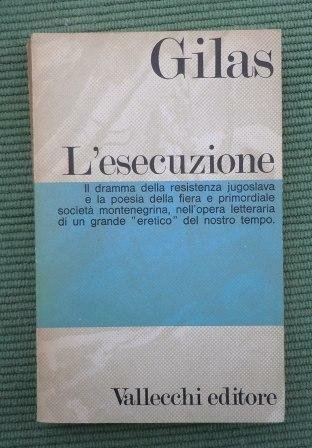 Gilas
L'esecuzione
Il dramma della resistenza jugoslava
e la poesia della fiera e primordiale
società montenegrina, nell'opera letteraria
di un grande "eretico" del nostro tempo.
Vallecchi editore